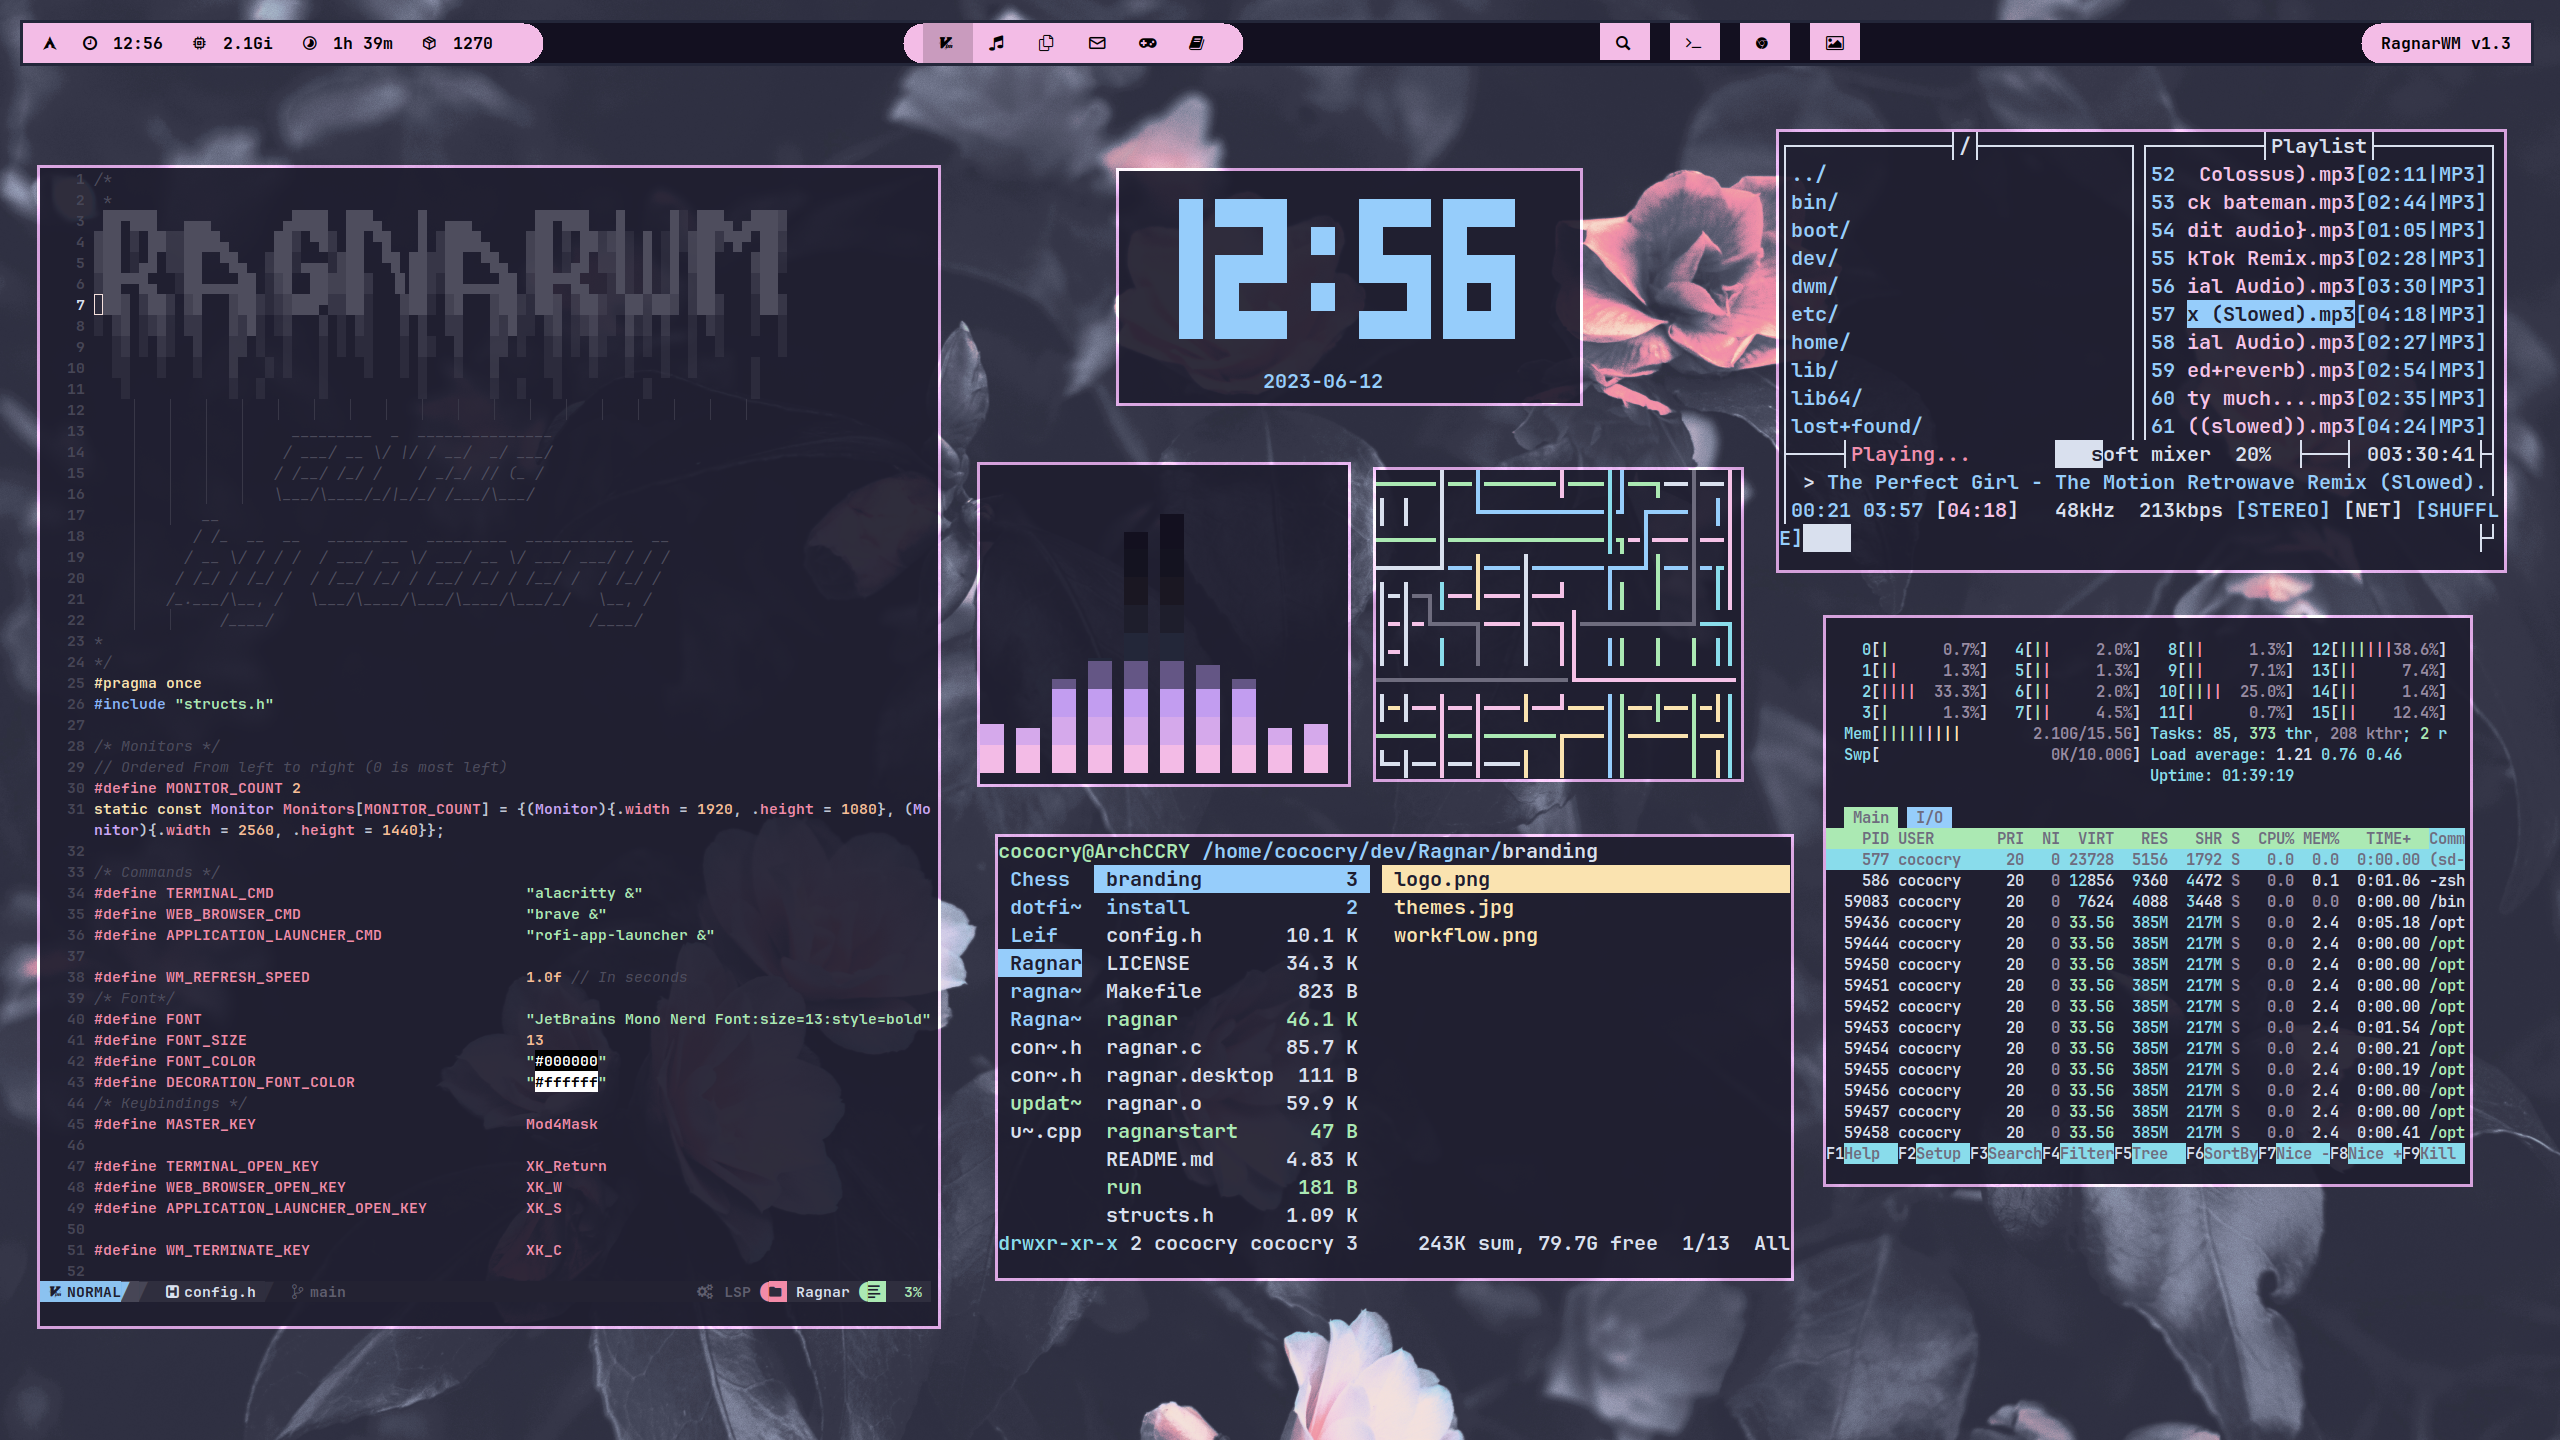 12:56 2.1Gi 1h 39m 1270
RagnarWM v1.3
1 /*
2 *
3 RAGNARWM
4
5
6
7
8
9
10
11
12
13
14
15
16
17
18
19
20
21
22
23 *
24 */
25 #pragma once
26 #include "structs.h"
27
28 /* Monitors */
29 // Ordered From left to right (0 is most left)
30 #define MONITOR_COUNT 2
31 static const Monitor Monitors[MONITOR_COUNT] = {(Monitor){.width = 1920, .height = 1080}, (Mo
nitor){.width = 2560, .height = 1440}};
32
33 /* Commands */
34 #define TERMINAL_CMD "alacritty &"
35 #define WEB_BROWSER_CMD "brave &"
36 #define APPLICATION_LAUNCHER_CMD "rofi-app-launcher &"
37
38 #define WM_REFRESH_SPEED 1.0f // In seconds
39 /* Font*/
40 #define FONT "JetBrains Mono Nerd Font:size=13:style=bold"
41 #define FONT_SIZE 13
42 #define FONT_COLOR "#000000"
43 #define DECORATION_FONT_COLOR "#ffffff"
44 /* Keybindings */
45 #define MASTER_KEY Mod4Mask
46
47 #define TERMINAL_OPEN_KEY XK_Return
48 #define WEB_BROWSER_OPEN_KEY XK_W
49 #define APPLICATION_LAUNCHER_OPEN_KEY XK_S
50
51 #define WM_TERMINATE_KEY XK_C
52
NORMAL config.h main LSP Ragnar 3%
12:56
2023-06-12
/ Playlist
../ 52 Colossus).mp3[02:11|MP3]
bin/ 53 ck bateman.mp3[02:44|MP3]
boot/ 54 dit audio}.mp3[01:05|MP3]
dev/ 55 kTok Remix.mp3[02:28|MP3]
dwm/ 56 ial Audio).mp3[03:30|MP3]
etc/ 57 x (Slowed).mp3[04:18|MP3]
home/ 58 ial Audio).mp3[02:27|MP3]
lib/ 59 ed+reverb).mp3[02:54|MP3]
lib64/ 60 ty much....mp3[02:35|MP3]
lost+found/ 61 ((slowed)).mp3[04:24|MP3]
Playing... soft mixer 20% 003:30:41
> The Perfect Girl - The Motion Retrowave Remix (Slowed).
00:21 03:57 [04:18] 48kHz 213kbps [STEREO] [NET] [SHUFFL
E]
cococry@ArchCCRY /home/cococry/dev/Ragnar/branding
Chess branding 3 logo.png
dotfi~ install 2 themes.jpg
Leif config.h 10.1 K workflow.png
Ragnar LICENSE 34.3 K
ragna~ Makefile 823 B
Ragna~ ragnar 46.1 K
con~.h ragnar.c 85.7 K
con~.h ragnar.desktop 111 B
updat~ ragnar.o 59.9 K
u~.cpp ragnarstart 47 B
README.md 4.83 K
run 181 B
structs.h 1.09 K
drwxr-xr-x 2 cococry cococry 3 243K sum, 79.7G free 1/13 All
0[| 0.7%] 4[|| 2.0%] 8[|| 1.3%] 12[||||||38.6%]
1[|| 1.3%] 5[|| 1.3%] 9[|| 7.1%] 13[|| 7.4%]
2[|||| 33.3%] 6[|| 2.0%] 10[|||| 25.0%] 14[|| 1.4%]
3[| 1.3%] 7[|| 4.5%] 11[| 0.7%] 15[|| 12.4%]
Mem[||||||||| 2.10G/15.5G] Tasks: 85, 373 thr, 208 kthr; 2 r
Swp[ 0K/10.00G] Load average: 1.21 0.76 0.46
Uptime: 01:39:19
Main I/O
PID USER PRI NI VIRT RES SHR S CPU% MEM% TIME+ Comm
577 cococry 20 0 23728 5156 1792 S 0.0 0.0 0:00.00 (sd-
586 cococry 20 0 12856 9360 4472 S 0.0 0.1 0:01.06 -zsh
59083 cococry 20 0 7624 4088 3448 S 0.0 0.0 0:00.00 /bin
59436 cococry 20 0 33.5G 385M 217M S 0.0 2.4 0:05.18 /opt
59444 cococry 20 0 33.5G 385M 217M S 0.0 2.4 0:00.00 /opt
59450 cococry 20 0 33.5G 385M 217M S 0.0 2.4 0:00.00 /opt
59451 cococry 20 0 33.5G 385M 217M S 0.0 2.4 0:00.00 /opt
59452 cococry 20 0 33.5G 385M 217M S 0.0 2.4 0:00.00 /opt
59453 cococry 20 0 33.5G 385M 217M S 0.0 2.4 0:01.54 /opt
59454 cococry 20 0 33.5G 385M 217M S 0.0 2.4 0:00.21 /opt
59455 cococry 20 0 33.5G 385M 217M S 0.0 2.4 0:00.19 /opt
59456 cococry 20 0 33.5G 385M 217M S 0.0 2.4 0:00.00 /opt
59457 cococry 20 0 33.5G 385M 217M S 0.0 2.4 0:00.00 /opt
59458 cococry 20 0 33.5G 385M 217M S 0.0 2.4 0:00.41 /opt
F1Help F2Setup F3SearchF4FilterF5Tree F6SortByF7Nice -F8Nice +F9Kill